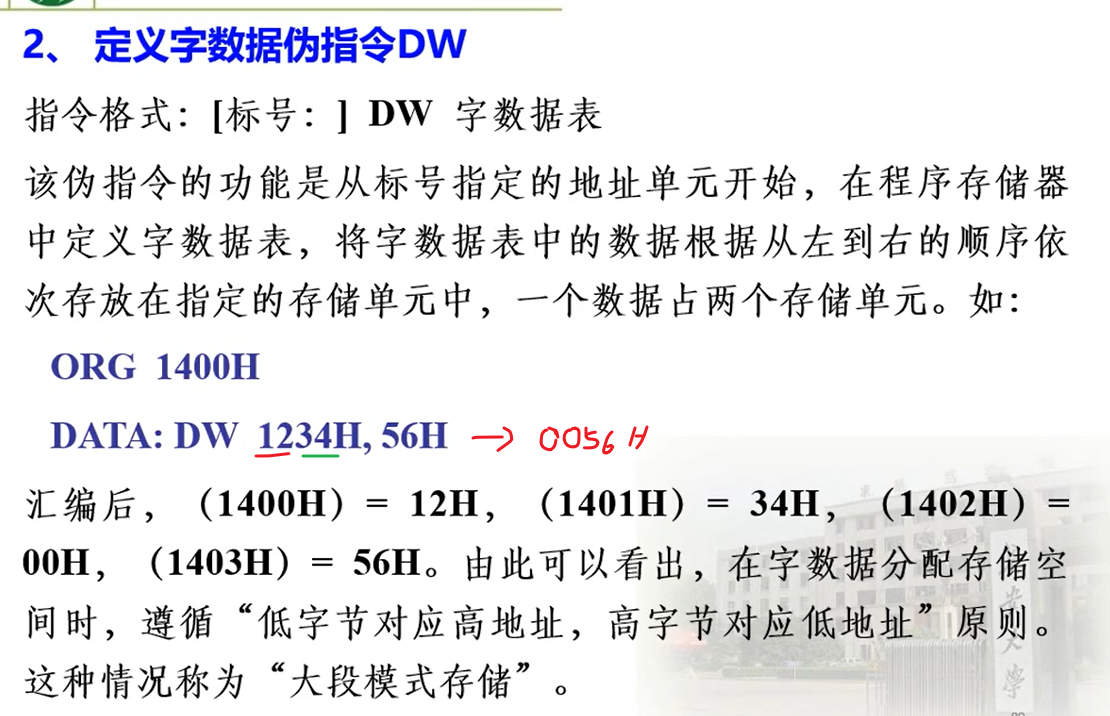 2、 定义字数据伪指令DW
指令格式：[标号：] DW 字数据表
该伪指令的功能是从标号指定的地址单元开始，在程序存储器
中定义字数据表，将字数据表中的数据根据从左到右的顺序依
次存放在指定的存储单元中，一个数据占两个存储单元。如：
ORG 1400H
DATA: DW 1234H, 56H → 0056 H
汇编后，（1400H）= 12H，（1401H）= 34H，（1402H）=
00H，（1403H）= 56H。由此可以看出，在字数据分配存储空
间时，遵循“低字节对应高地址，高字节对应低地址”原则。
这种情况称为“大段模式存储”。